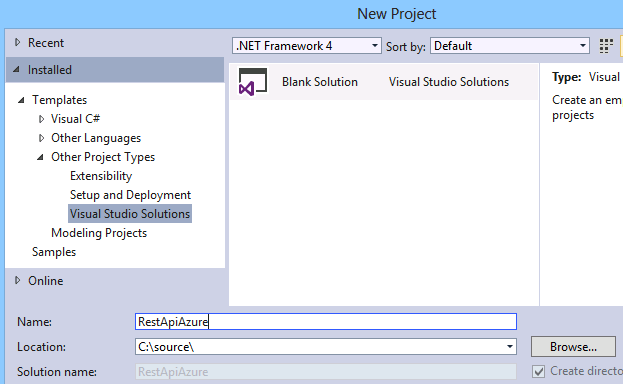 New Project
Recent
.NET Framework 4
Sort by:
Default
Installed
Templates
Visual C#
Other Languages
Other Project Types
Extensibility
Setup and Deployment
Visual Studio Solutions
Modeling Projects
Samples
Online
Blank Solution
Visual Studio Solutions
Type: Visual
Create an em
projects
Name:
RestApiAzure
Location:
C:\source\
Browse...
Solution name:
RestApiAzure
Create directo